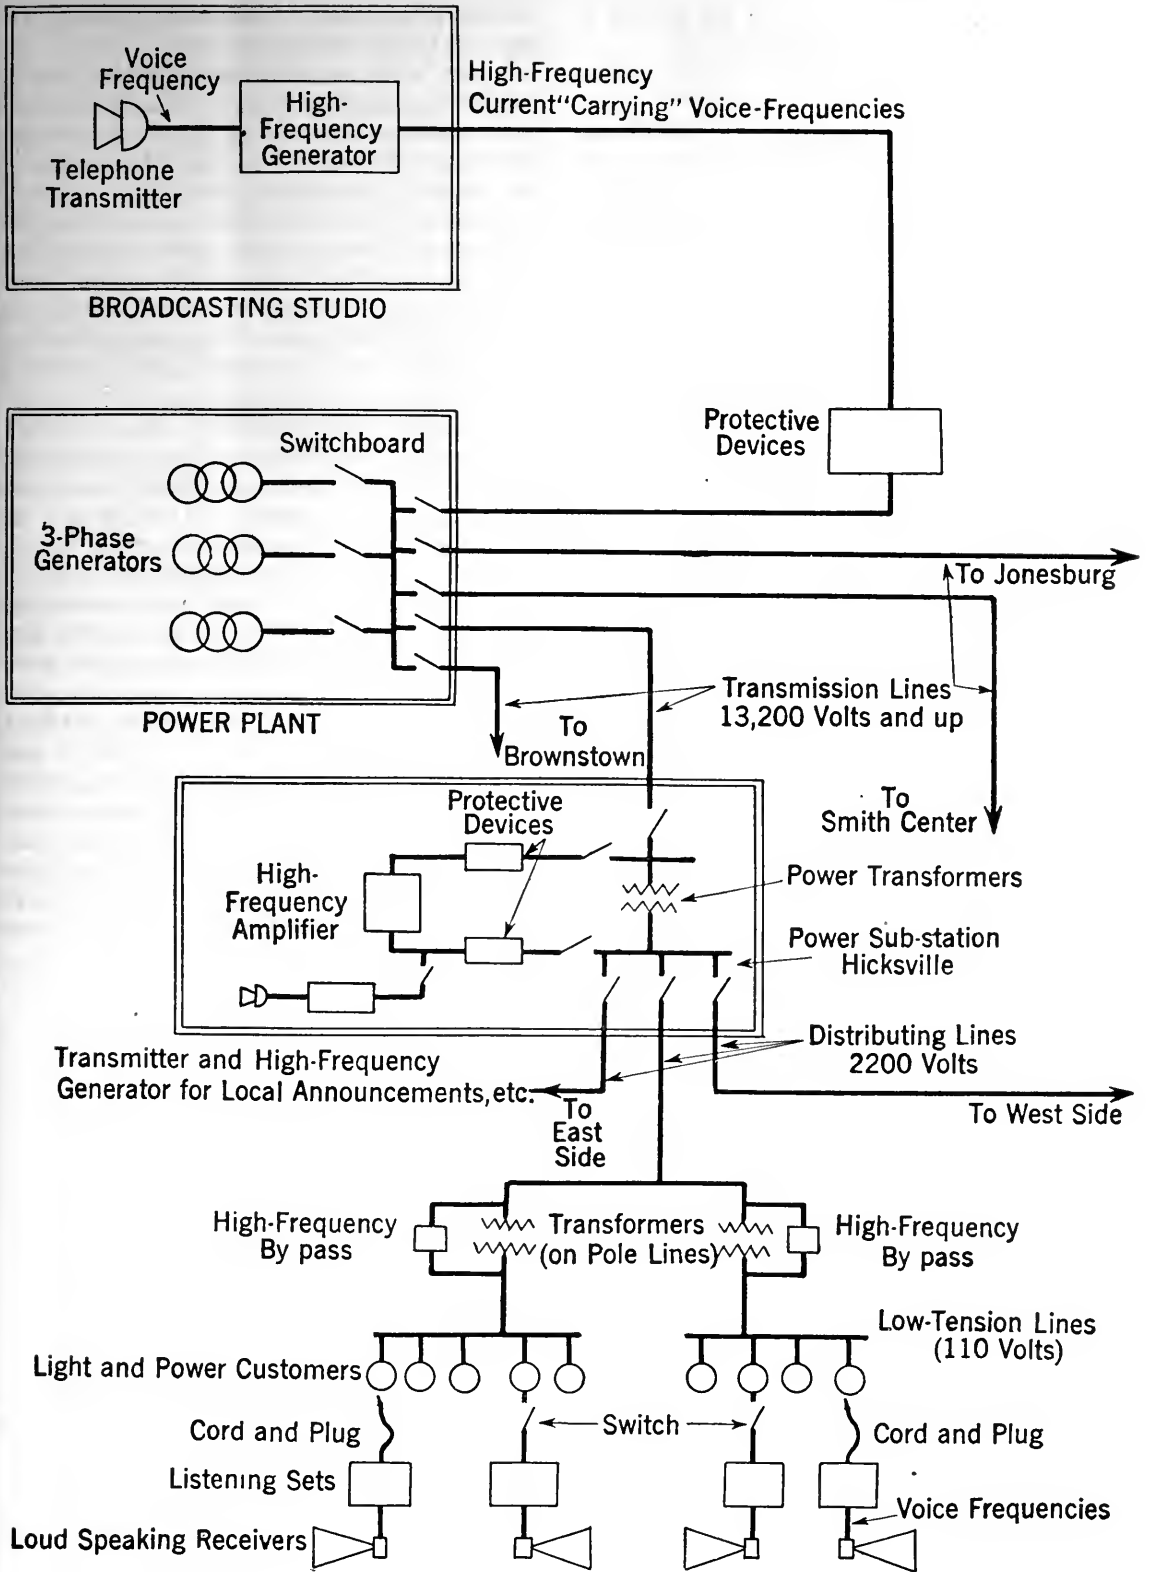 Voice
Frequency
High-
Frequency
Generator
Telephone
Transmitter
High-Frequency
Current "Carrying" Voice-Frequencies
BROADCASTING STUDIO
Protective
Devices
Switchboard
3-Phase
Generators
To Jonesburg
Transmission Lines
13,200 Volts and up
POWER PLANT
To
Brownstown
To
Smith Center
Protective
Devices
High-
Frequency
Amplifier
Power Transformers
Power Sub-station
Hicksville
Distributing Lines
2200 Volts
Transmitter and High-Frequency
Generator for Local Announcements, etc.
To
East
Side
To West Side
High-Frequency
By pass
Transformers
(on Pole Lines)
High-Frequency
By pass
Low-Tension Lines
(110 Volts)
Light and Power Customers
Cord and Plug
Switch
Cord and Plug
Listening Sets
Voice Frequencies
Loud Speaking Receivers